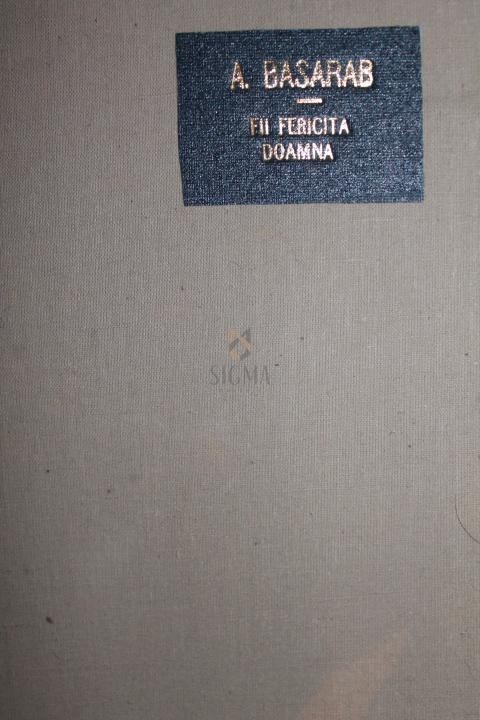 A. BASARAB
FII FERICITA
DOAMNA
SIGMA